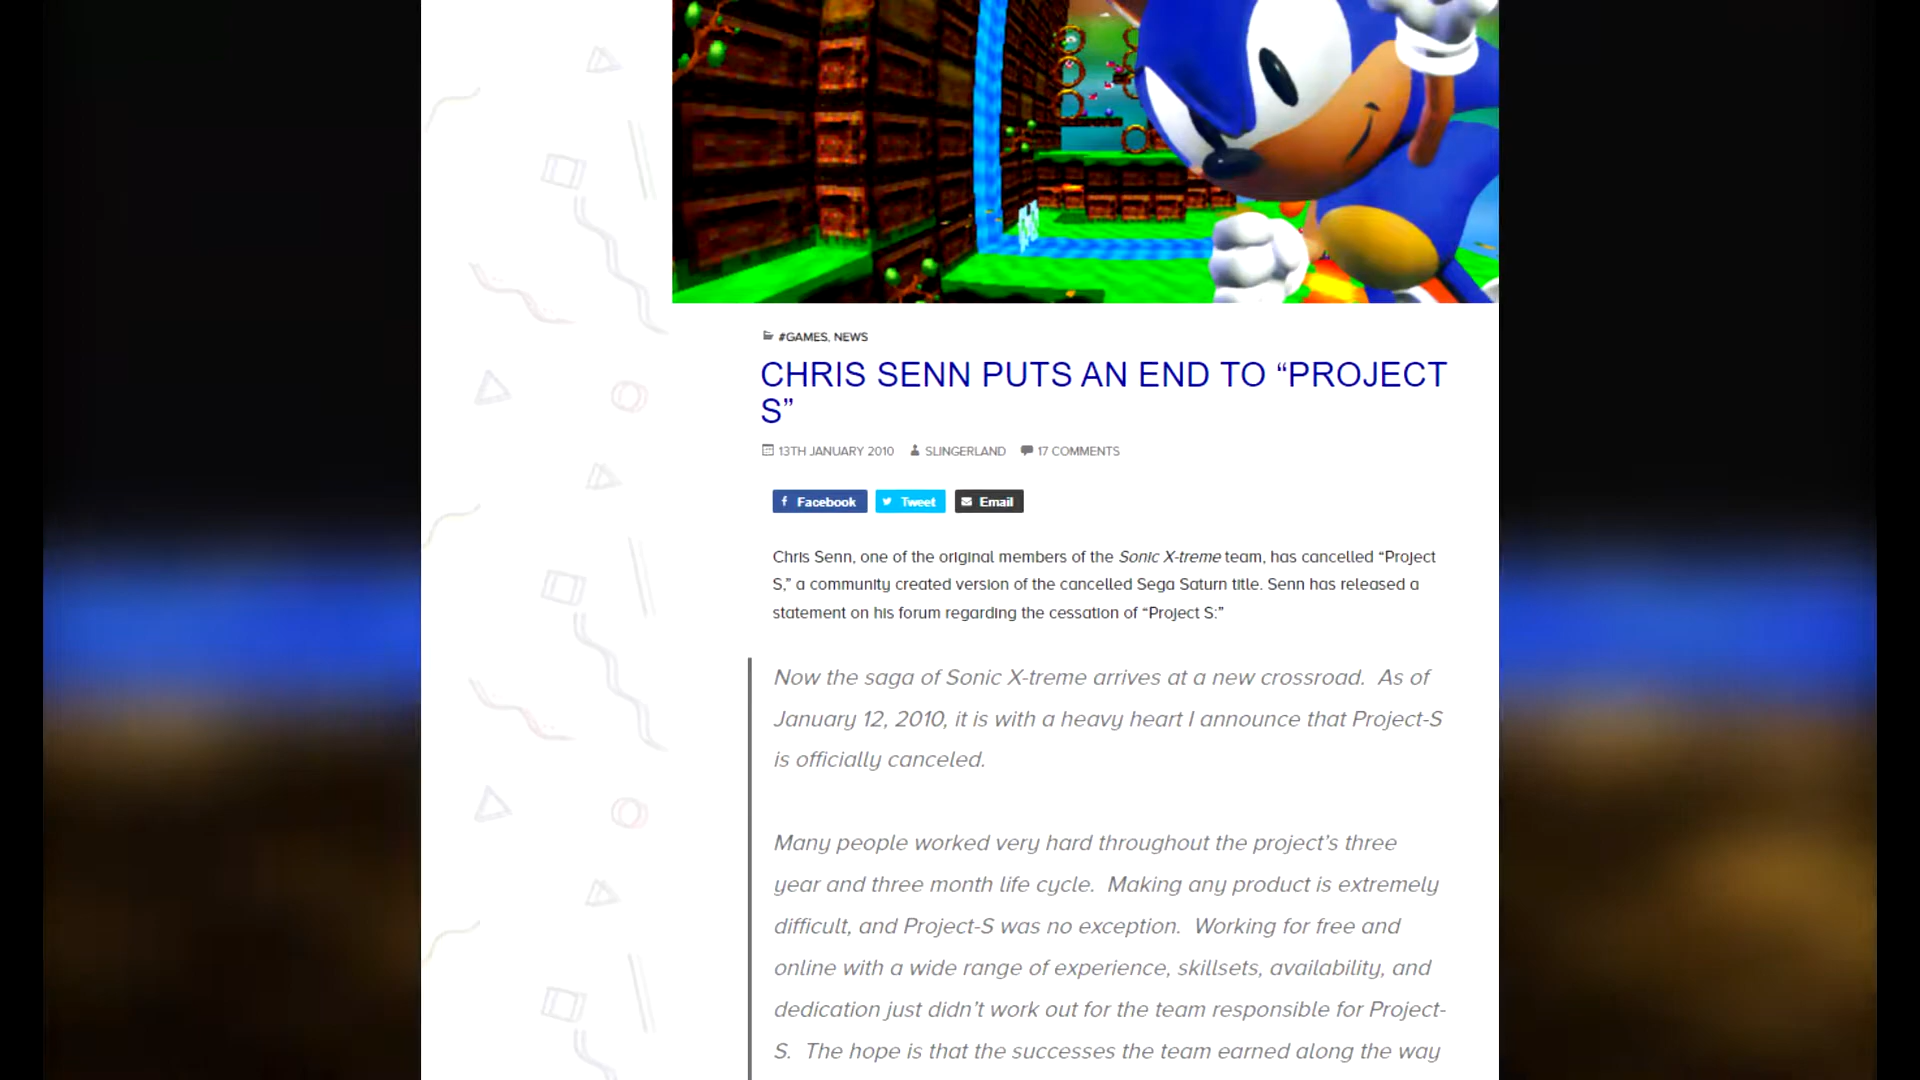 #GAMES, NEWS
CHRIS SENN PUTS AN END TO “PROJECT
S”
13TH JANUARY 2010 SLINGERLAND 17 COMMENTS
Facebook Tweet Email
Chris Senn, one of the original members of the Sonic X-treme team, has cancelled “Project
S,” a community created version of the cancelled Sega Saturn title. Senn has released a
statement on his forum regarding the cessation of “Project S:”
Now the saga of Sonic X-treme arrives at a new crossroad. As of
January 12, 2010, it is with a heavy heart I announce that Project-S
is officially canceled.
Many people worked very hard throughout the project’s three
year and three month life cycle. Making any product is extremely
difficult, and Project-S was no exception. Working for free and
online with a wide range of experience, skillsets, availability, and
dedication just didn’t work out for the team responsible for Project-
S. The hope is that the successes the team earned along the way